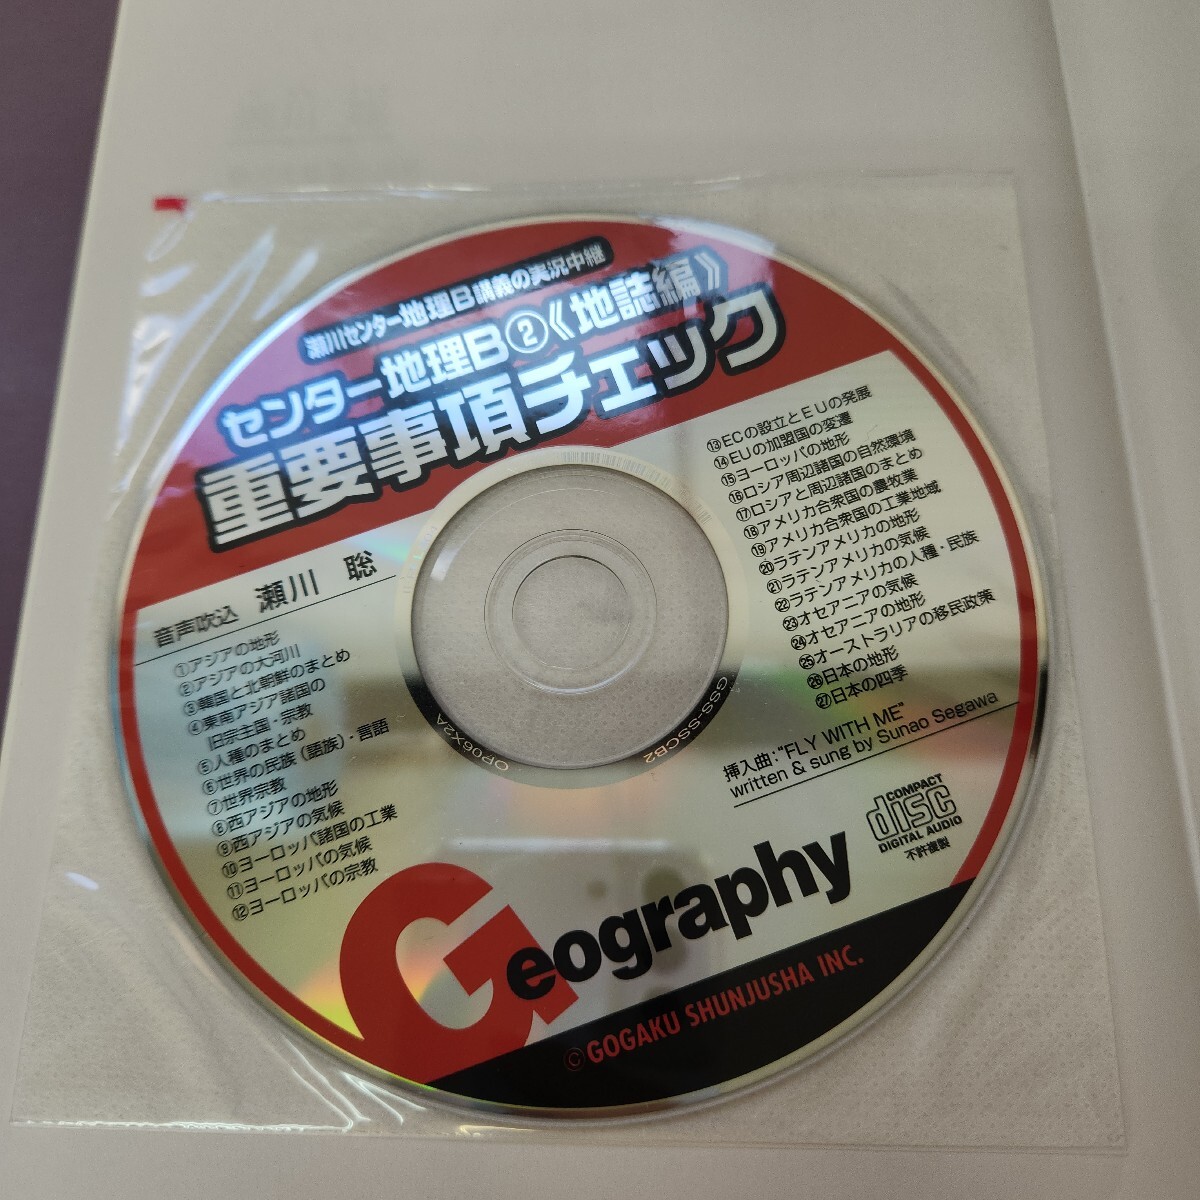 瀬川センター地理B講義の実況中継
センター地理B②《地誌編》
重要事項チェック
音声吹込 瀬川 聡
①アジアの地形
②アジアの大河川
③韓国と北朝鮮のまとめ
④東南アジア諸国の
旧宗主国・宗教
⑤人種のまとめ
⑥世界の民族(語族)・言語
⑦世界宗教
⑧西アジアの地形
⑨西アジアの気候
⑩ヨーロッパ諸国の工業
⑪ヨーロッパの気候
⑫ヨーロッパの宗教
⑬ECの設立とEUの発展
⑭EUの加盟国の変遷
⑮ヨーロッパの地形
⑯ロシア周辺諸国の自然環境
⑰ロシアと周辺諸国のまとめ
⑱アメリカ合衆国の農牧業
⑲アメリカ合衆国の工業地域
⑳ラテンアメリカの地形
㉑ラテンアメリカの気候
㉒ラテンアメリカの人種・民族
㉓オセアニアの気候
㉔オセアニアの地形
㉕オーストラリアの移民政策
㉖日本の地形
㉗日本の四季
挿入曲:"FLY WITH ME"
written & sung by Sunao Segawa
COMPACT
disc
DIGITAL AUDIO
不許複製
GSS-SSCB2
OP06X2A
Geography
©GOGAKU SHUNJUSHA INC.